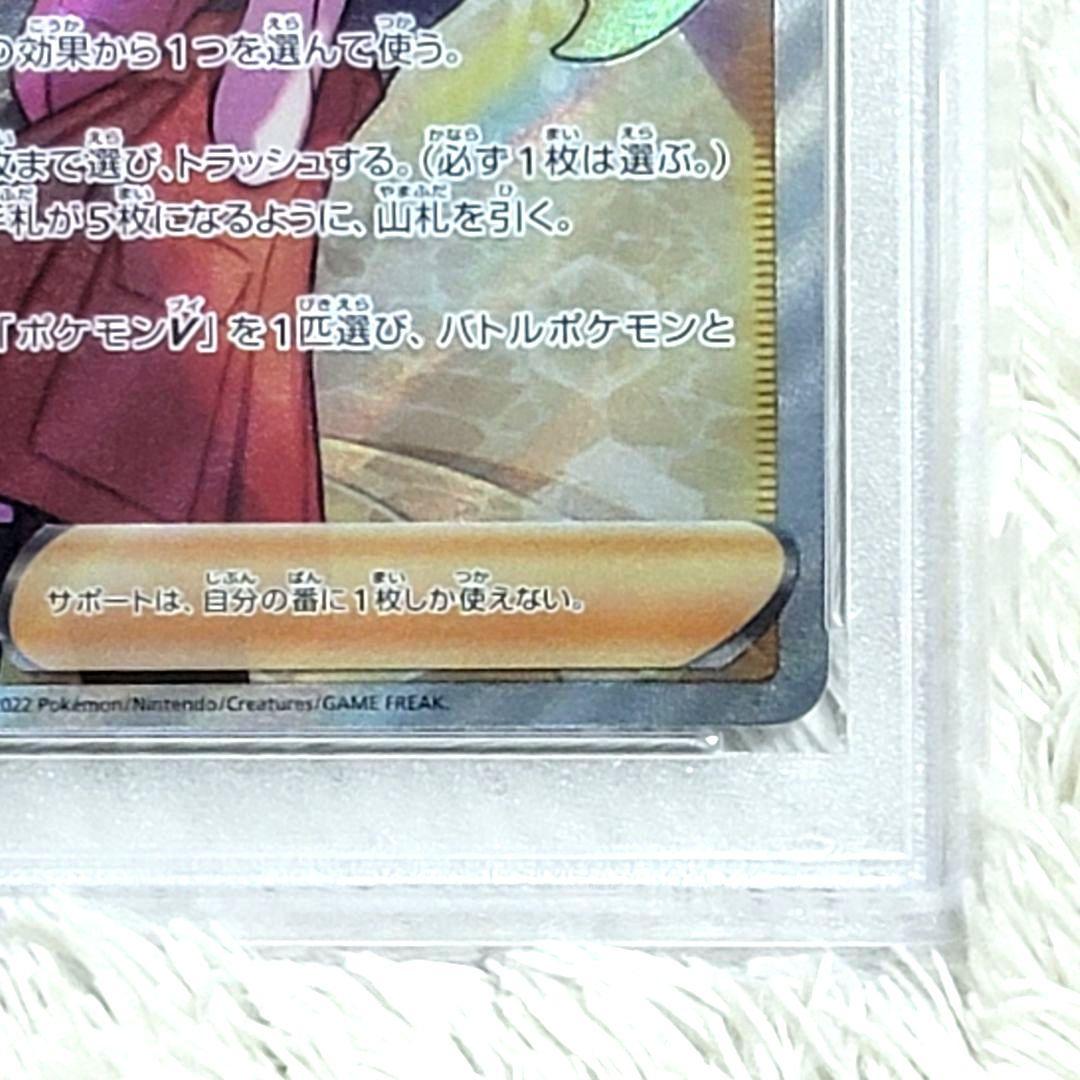 の効果から1つを選んで使う。
枚まで選び、トラッシュする。（必ず1枚は選ぶ。）
手札が5枚になるように、山札を引く。
「ポケモンV」を1匹選び、バトルポケモンと
サポートは、自分の番に1枚しか使えない。
2022 Pokémon/Nintendo/Creatures/GAME FREAK.